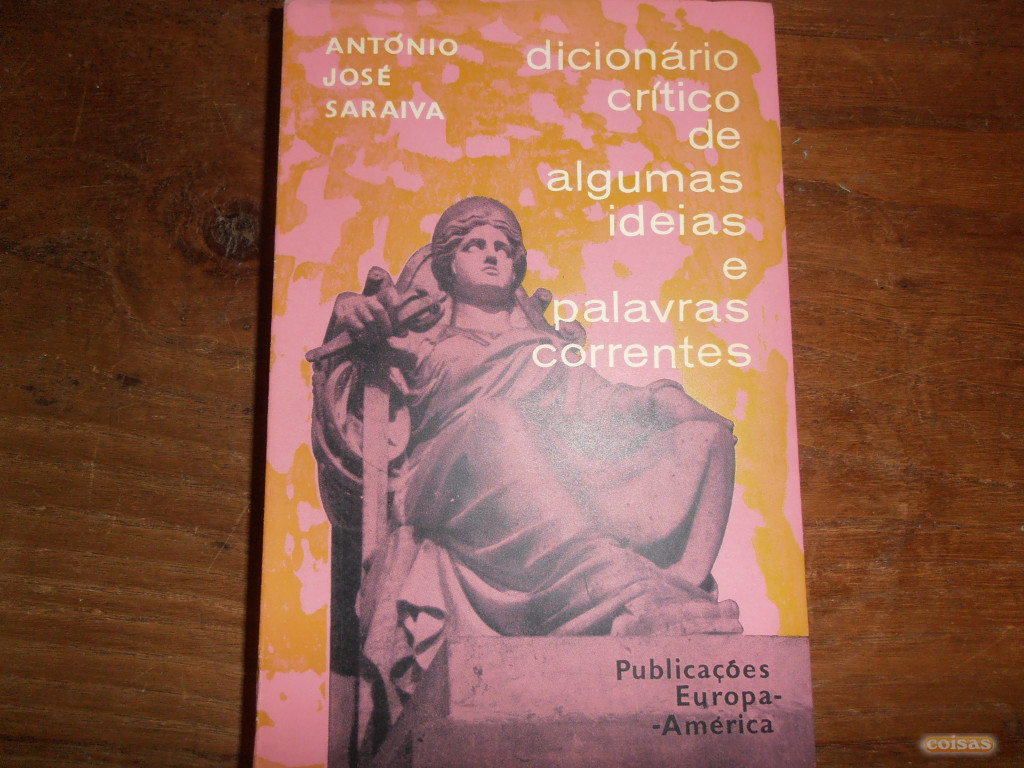 ANTÓNIO
JOSÉ
SARAIVA
dicionário
crítico
de
algumas
ideias
e
palavras
correntes
Publicações
Europa-
-América
coisas